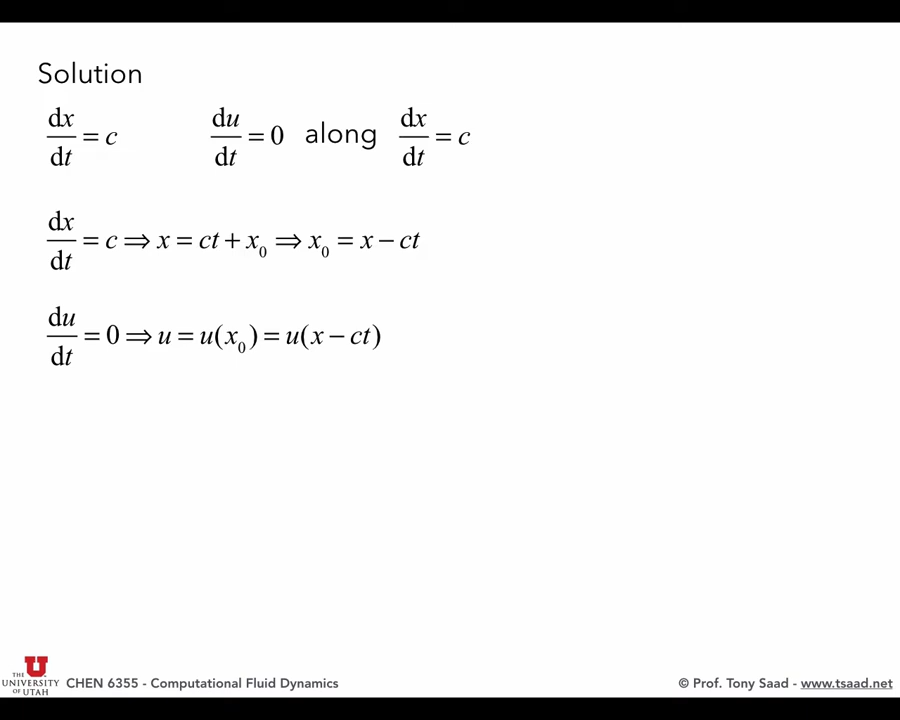 Solution
dx/dt = c    du/dt = 0 along dx/dt = c
dx/dt = c ⇒ x = ct + x₀ ⇒ x₀ = x − ct
du/dt = 0 ⇒ u = u(x₀) = u(x − ct)
THE UNIVERSITY OF UTAH
CHEN 6355 - Computational Fluid Dynamics
© Prof. Tony Saad - www.tsaad.net